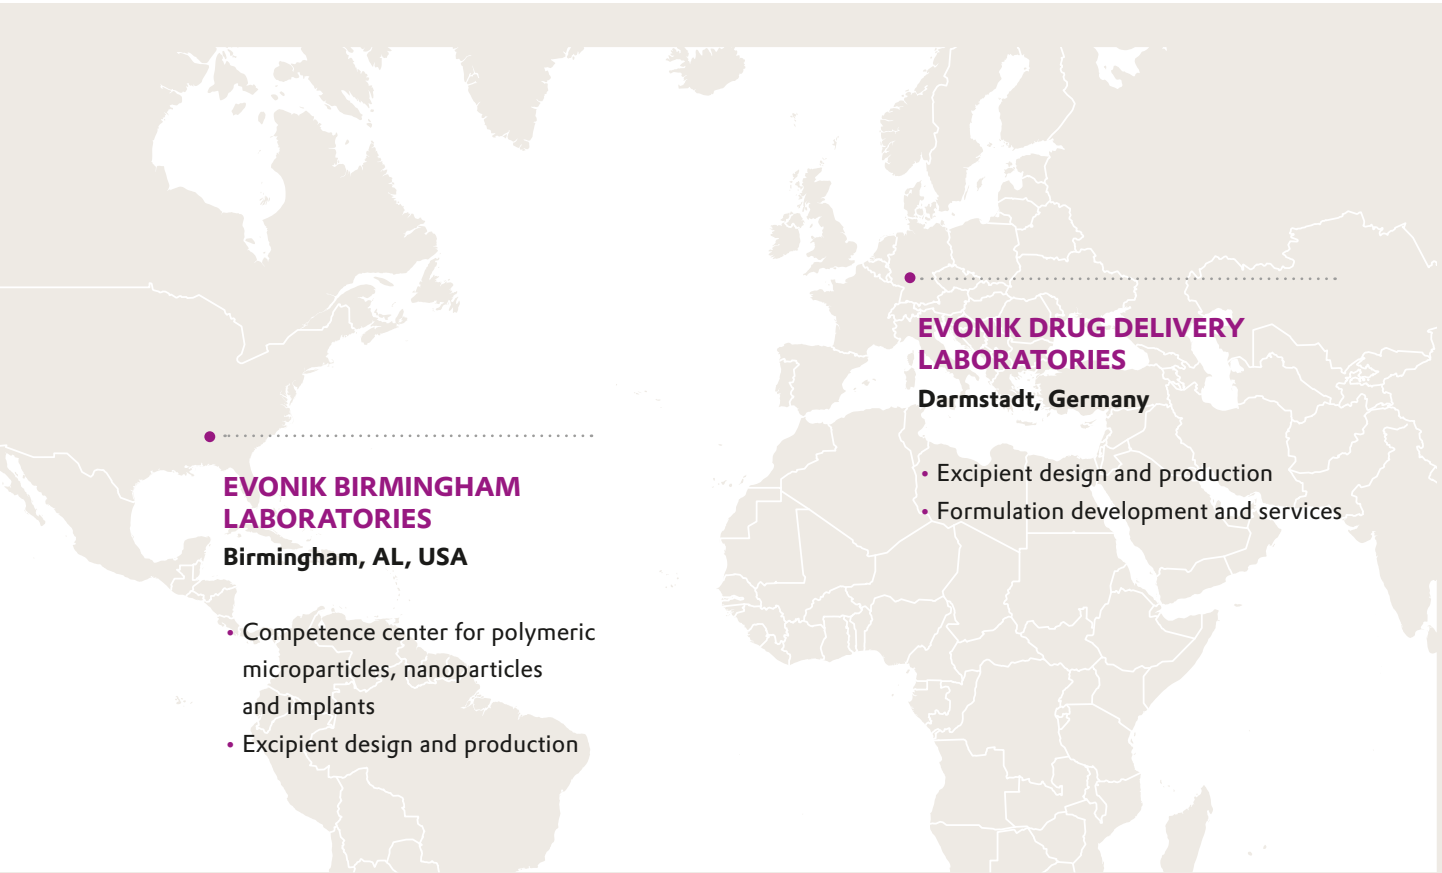 EVONIK DRUG DELIVERY
LABORATORIES
Darmstadt, Germany
• Excipient design and production
• Formulation development and services
EVONIK BIRMINGHAM
LABORATORIES
Birmingham, AL, USA
• Competence center for polymeric
microparticles, nanoparticles
and implants
• Excipient design and production